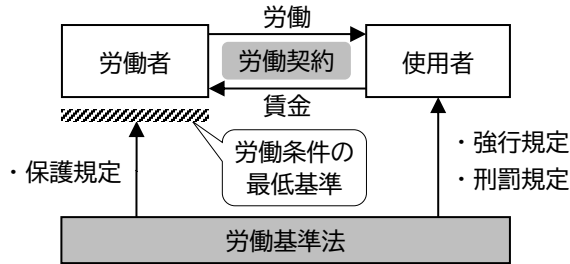 労働
労働者
労働契約
使用者
賃金
労働条件の
最低基準
・保護規定
・強行規定
・刑罰規定
労働基準法